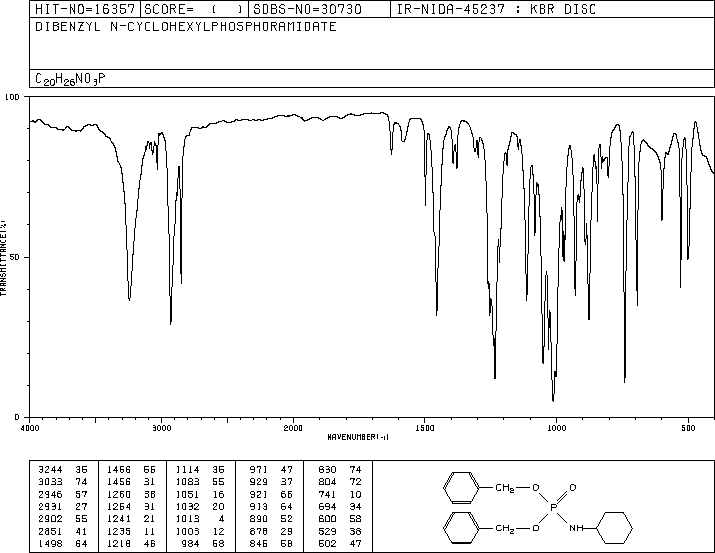 HIT-NO=16357 SCORE= ( ) SDBS-NO=30730 IR-NIDA-45237 : KBR DISC
DIBENZYL N-CYCLOHEXYLPHOSPHORAMIDATE
C20H26NO3P
100
50
0
TRANSMITTANCE(%)
4000 3000 2000 1500 1000 500
WAVENUMBER(-1)
3244 35 1466 55 1114 35 971 47 830 74
3033 74 1456 31 1083 55 929 37 804 72
2946 57 1260 36 1051 16 921 66 741 10
2931 27 1254 31 1032 20 913 64 694 34
2902 55 1241 21 1013 4 890 52 600 58
2851 41 1235 11 1003 12 878 29 529 38
1498 64 1218 46 984 58 846 58 502 47
CH2 O O
P
CH2 O NH